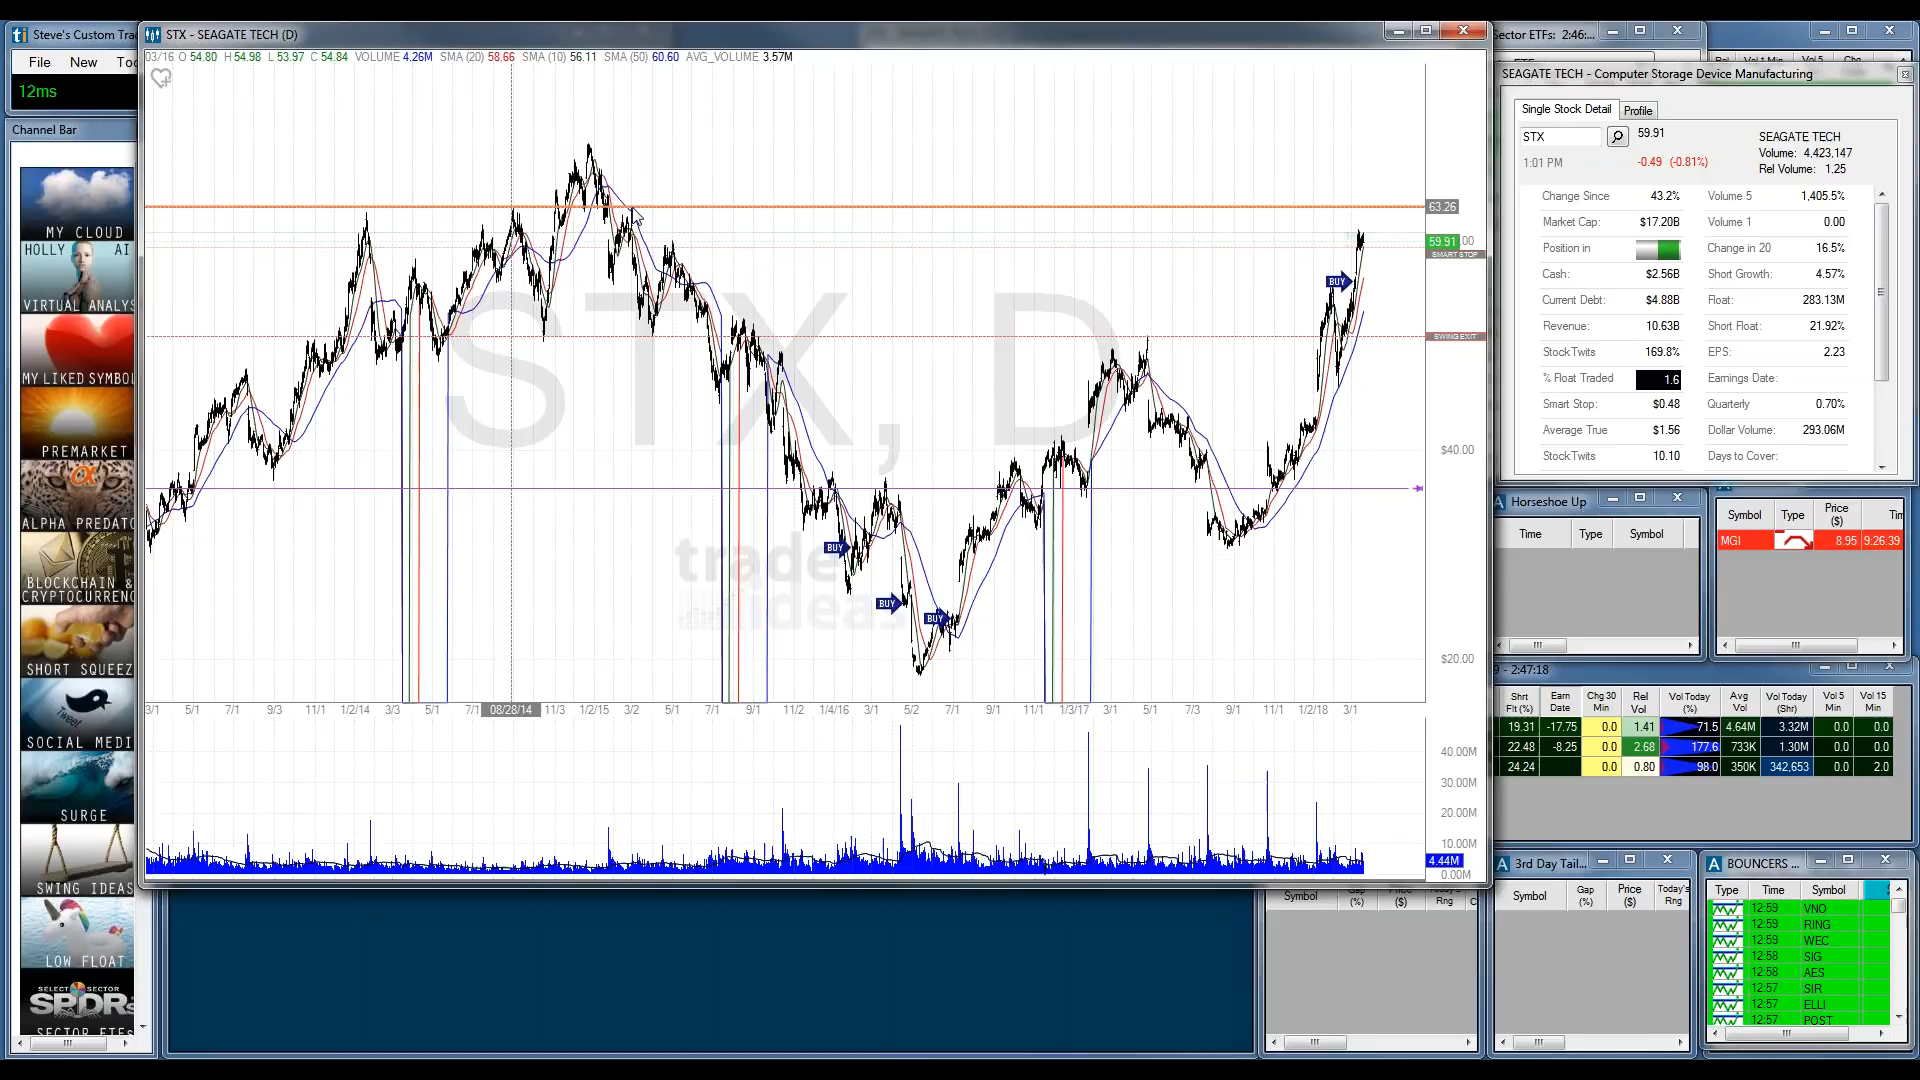 Steve's Custom Tra
File New To
12ms
Channel Bar
MY CLOUD
HOLLY AI
VIRTUAL ANALYS
MY LIKED SYMBOL
PREMARKET
ALPHA PREDATO
BLOCKCHAIN &
CRYPTOCURRENC
SHORT SQUEEZ
SOCIAL MEDI
SURGE
SWING IDEAS
LOW FLOAT
SELECT SECTOR
SPDRs
SECTOR ETFs
STX - SEAGATE TECH (D)
03/16 O 54.80 H 54.98 L 53.97 C 54.84 VOLUME 4.26M SMA (20) 58.66 SMA (10) 56.11 SMA (50) 60.60 AVG_VOLUME 3.57M
STX, D
trade
ideas
BUY
BUY
BUY
BUY
63.26
59.91
SMART STOP
SWING EXIT
$40.00
$20.00
3/1 5/1 7/1 9/3 11/1 1/2/14 3/3 5/1 7/1 08/28/14 11/3 1/2/15 3/2 5/1 7/1 9/1 11/2 1/4/16 3/1 5/2 7/1 9/1 11/1 1/3/17 3/1 5/1 7/3 9/1 11/1 1/2/18 3/1
40.00M
30.00M
20.00M
10.00M
4.44M
0.00M
Sector ETFs: 2:46:...
SEAGATE TECH - Computer Storage Device Manufacturing
Single Stock Detail Profile
STX 59.91
1:01 PM -0.49 (-0.81%)
SEAGATE TECH
Volume: 4,423,147
Rel Volume: 1.25
Change Since 43.2% Volume 5 1,405.5%
Market Cap: $17.20B Volume 1 0.00
Position in Change in 20 16.5%
Cash: $2.56B Short Growth: 4.57%
Current Debt: $4.88B Float: 283.13M
Revenue: 10.63B Short Float: 21.92%
StockTwits 169.8% EPS: 2.23
% Float Traded 1.6 Earnings Date:
Smart Stop: $0.48 Quarterly 0.70%
Average True $1.56 Dollar Volume: 293.06M
StockTwits 10.10 Days to Cover:
Horseshoe Up
Time Type Symbol
Symbol Type Price ($) Tim
MGI 8.95 9:26:39
9 - 2:47:18
Shrt Flt (%) Earn Date Chg 30 Min Rel Vol Vol Today (%) Avg Vol Vol Today (Shr) Vol 5 Min Vol 15 Min
19.31 -17.75 0.0 1.41 71.5 4.64M 3.32M 0.0 0.0
22.48 -8.25 0.0 2.68 177.6 733K 1.30M 0.0 0.0
24.24 0.0 0.80 98.0 350K 342,653 0.0 2.0
Symbol Gap (%) Price ($) Today's Rng C
3rd Day Tail...
Symbol Gap (%) Price ($) Today's Rng
BOUNCERS ...
Type Time Symbol
12:59 VNO
12:59 RING
12:59 WEC
12:58 SIG
12:58 AES
12:57 SIR
12:57 ELLI
12:57 POST